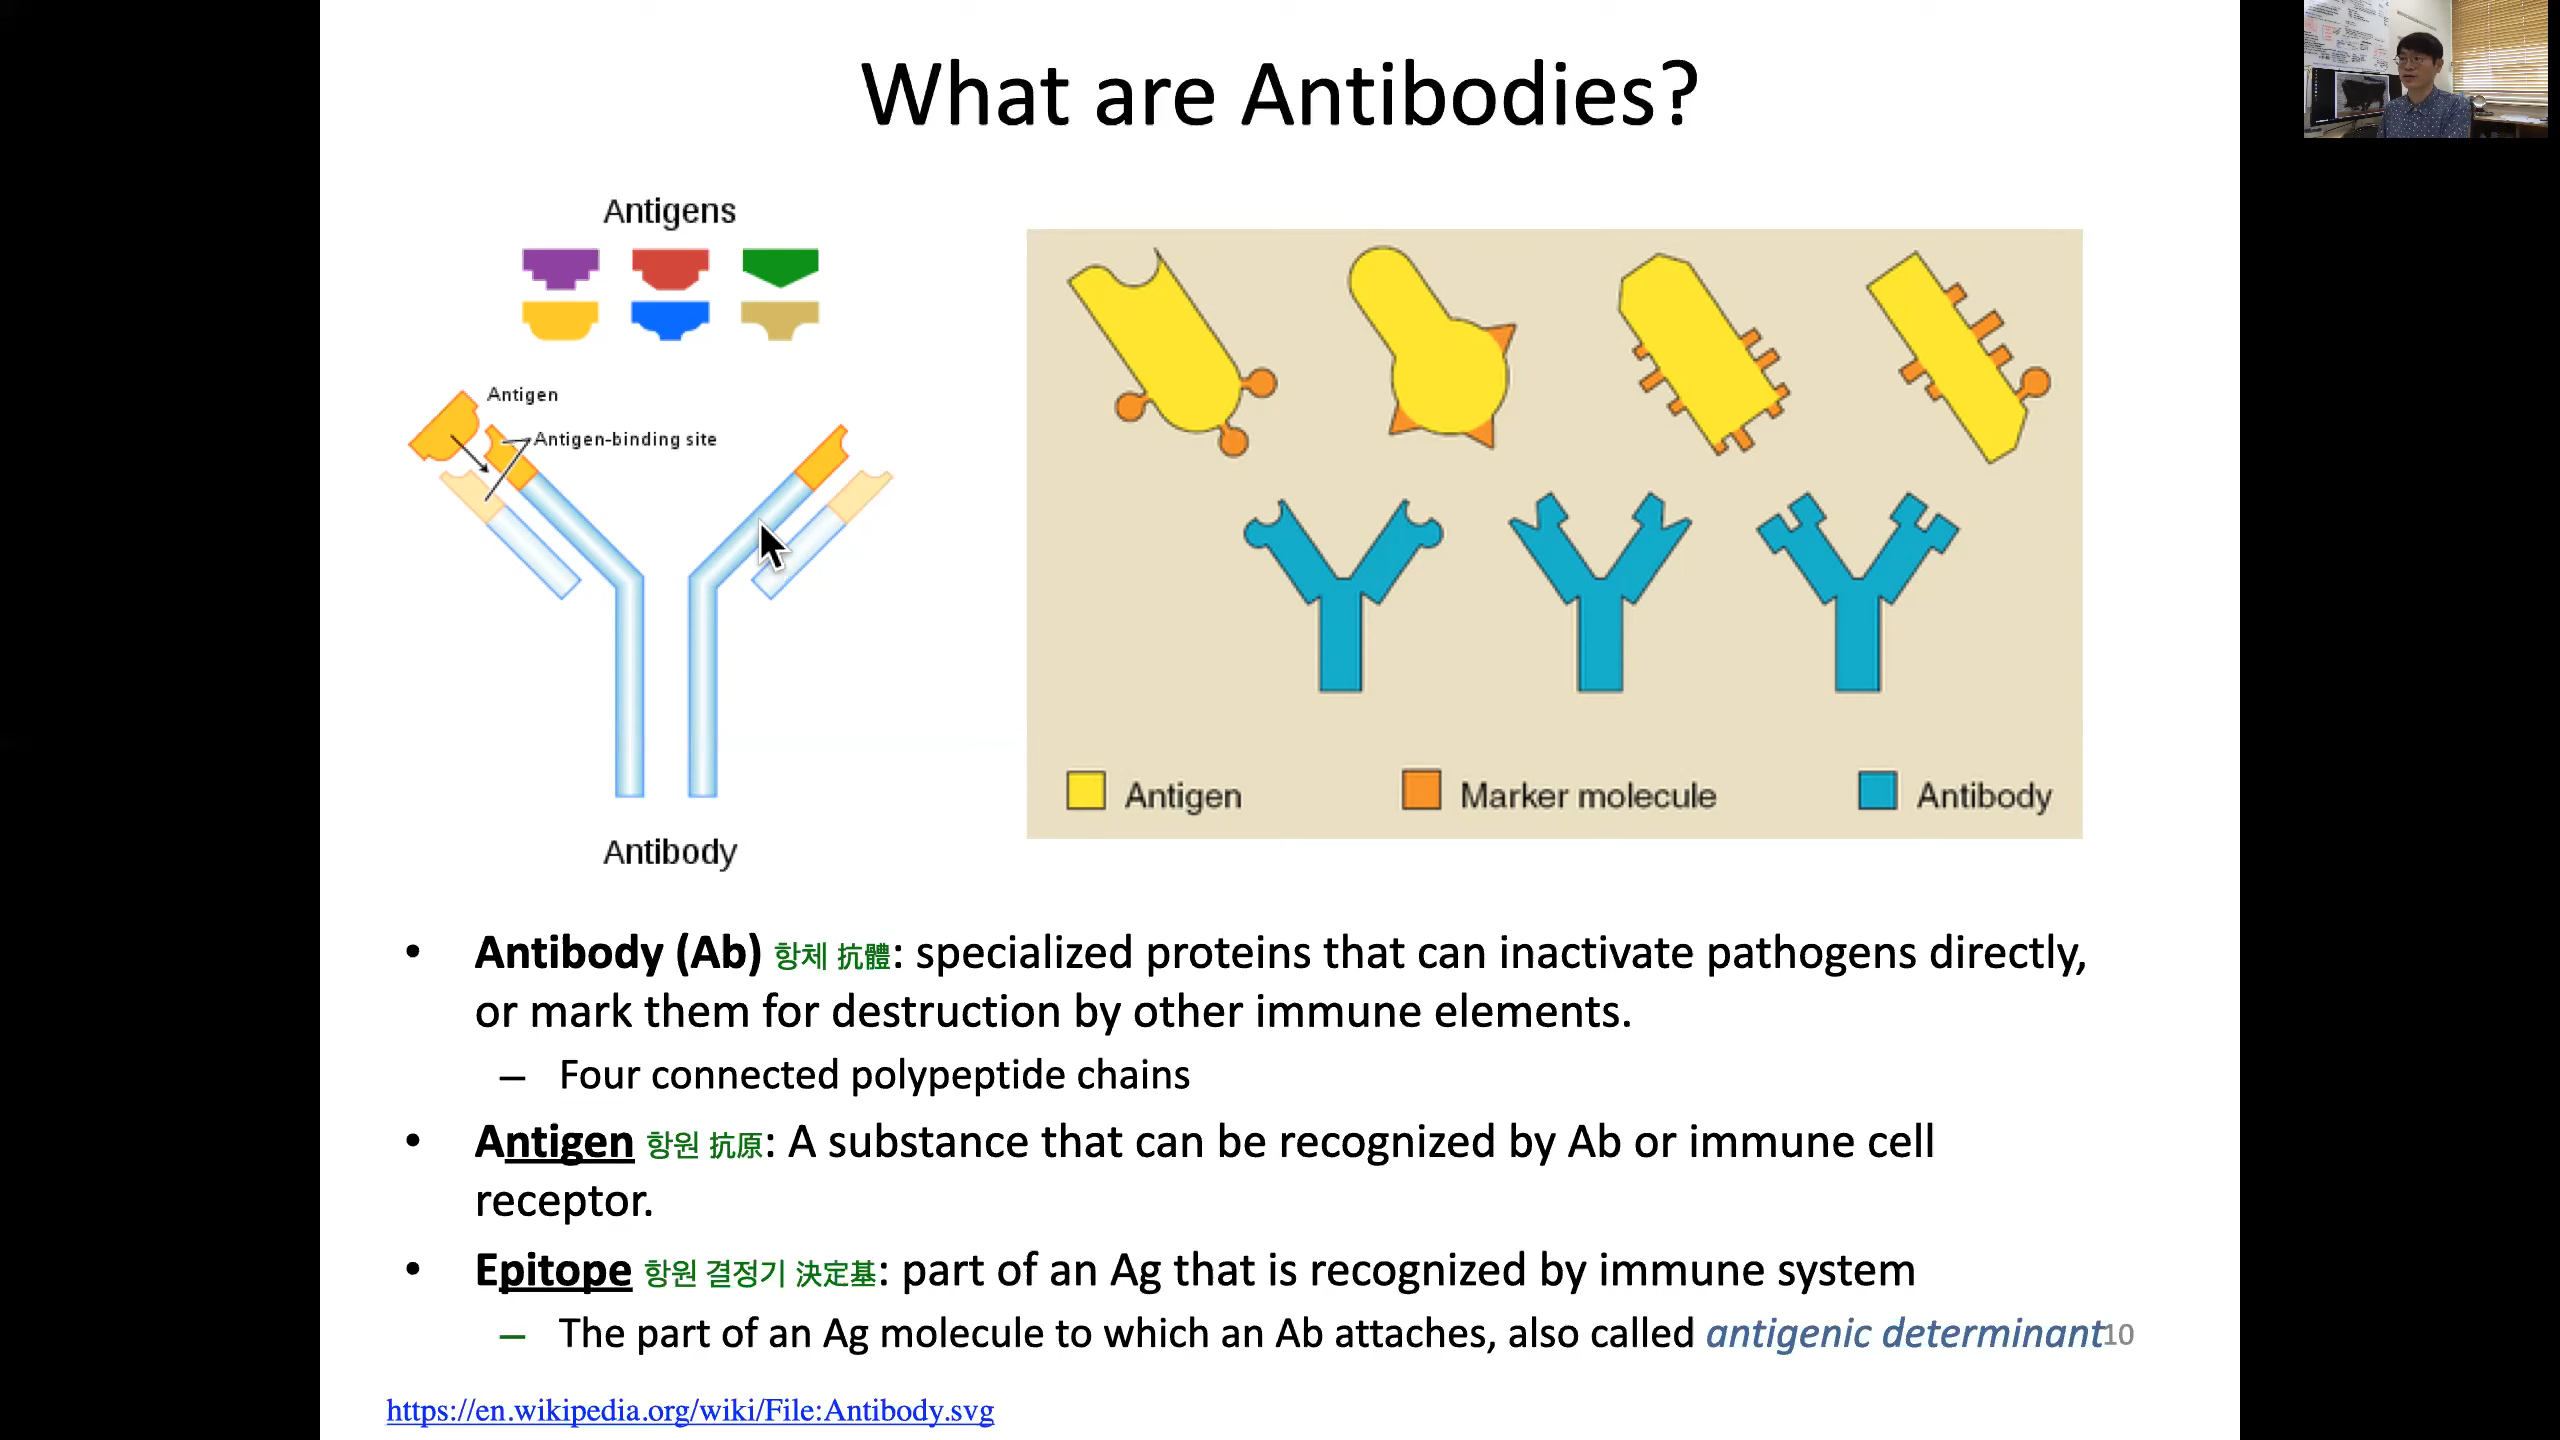 What are Antibodies?
Antigens
Antigen
Antigen-binding site
Antibody
Antigen
Marker molecule
Antibody
• Antibody (Ab) 항체 抗體: specialized proteins that can inactivate pathogens directly,
or mark them for destruction by other immune elements.
– Four connected polypeptide chains
• Antigen 항원 抗原: A substance that can be recognized by Ab or immune cell
receptor.
• Epitope 항원 결정기 決定基: part of an Ag that is recognized by immune system
– The part of an Ag molecule to which an Ab attaches, also called antigenic determinant
10
https://en.wikipedia.org/wiki/File:Antibody.svg